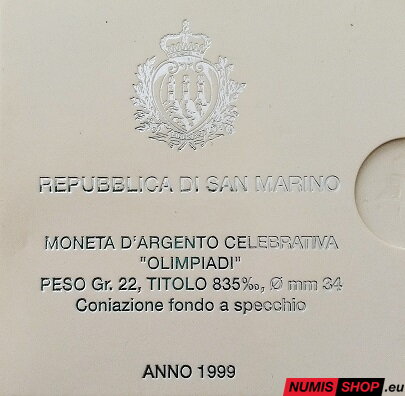 REPUBBLICA DI SAN MARINO
MONETA D'ARGENTO CELEBRATIVA
"OLIMPIADI"
PESO Gr. 22, TITOLO 835‰, Ø mm 34
Coniazione fondo a specchio
ANNO 1999
NUMIS SHOP.eu